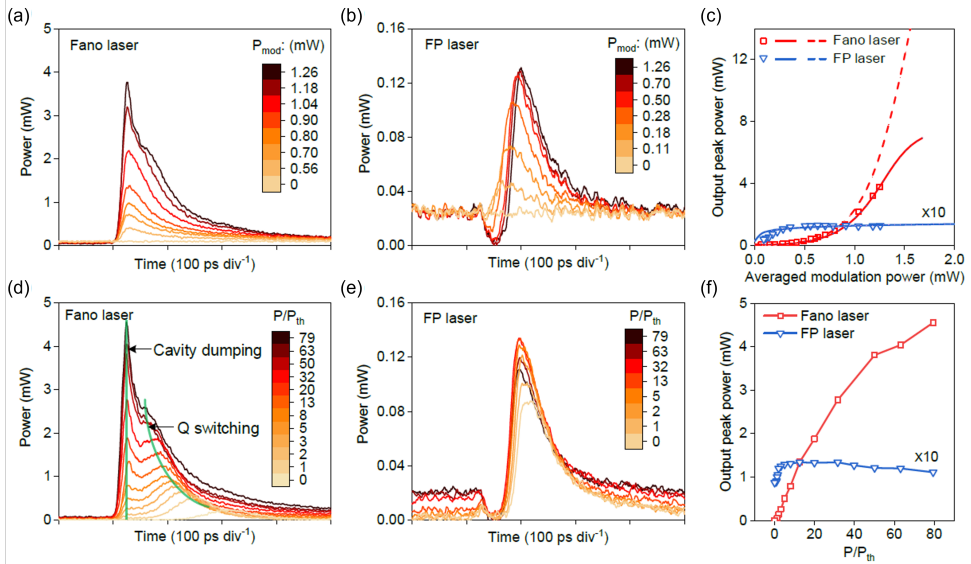 (a)
Fano laser
P_mod: (mW)
1.26
1.18
1.04
0.90
0.80
0.70
0.56
0
5
4
3
2
1
0
Power (mW)
Time (100 ps div⁻¹)
(b)
FP laser
P_mod: (mW)
1.26
0.70
0.50
0.28
0.18
0.11
0
0.16
0.12
0.08
0.04
0.00
Power (mW)
Time (100 ps div⁻¹)
(c)
Fano laser
FP laser
x10
12
8
4
0
Output peak power (mW)
0.0 0.5 1.0 1.5 2.0
Averaged modulation power (mW)
(d)
Fano laser
P/P_th
79
63
50
32
20
13
8
5
3
2
1
0
Cavity dumping
Q switching
5
4
3
2
1
0
Power (mW)
Time (100 ps div⁻¹)
(e)
FP laser
P/P_th
79
63
32
13
5
2
1
0
0.16
0.12
0.08
0.04
0.00
Power (mW)
Time (100 ps div⁻¹)
(f)
Fano laser
FP laser
x10
5
4
3
2
1
0
Output peak power (mW)
0 20 40 60 80
P/P_th